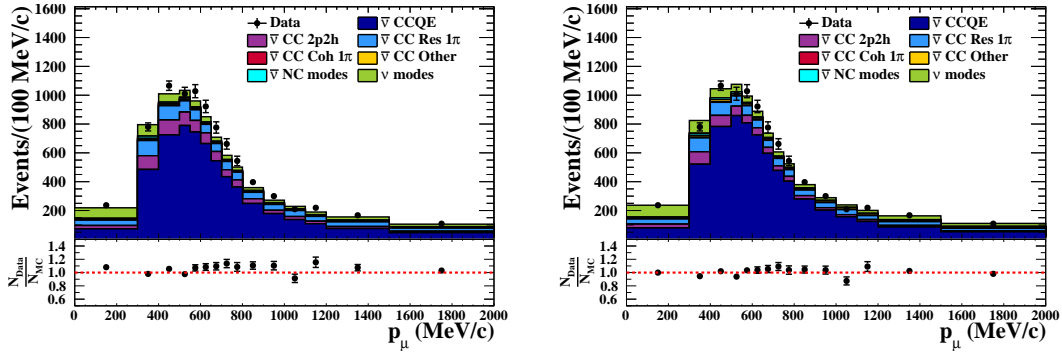 Events/(100 MeV/c)
1600
1400
1200
1000
800
600
400
200
Data
ν̄ CCQE
ν̄ CC 2p2h
ν̄ CC Res 1π
ν̄ CC Coh 1π
ν̄ CC Other
ν̄ NC modes
ν modes
N_Data
N_MC
1.4
1.2
1.0
0.8
0.6
0 200 400 600 800 1000 1200 1400 1600 1800 2000
p_μ (MeV/c)
Events/(100 MeV/c)
1600
1400
1200
1000
800
600
400
200
Data
ν̄ CCQE
ν̄ CC 2p2h
ν̄ CC Res 1π
ν̄ CC Coh 1π
ν̄ CC Other
ν̄ NC modes
ν modes
N_Data
N_MC
1.4
1.2
1.0
0.8
0.6
0 200 400 600 800 1000 1200 1400 1600 1800 2000
p_μ (MeV/c)